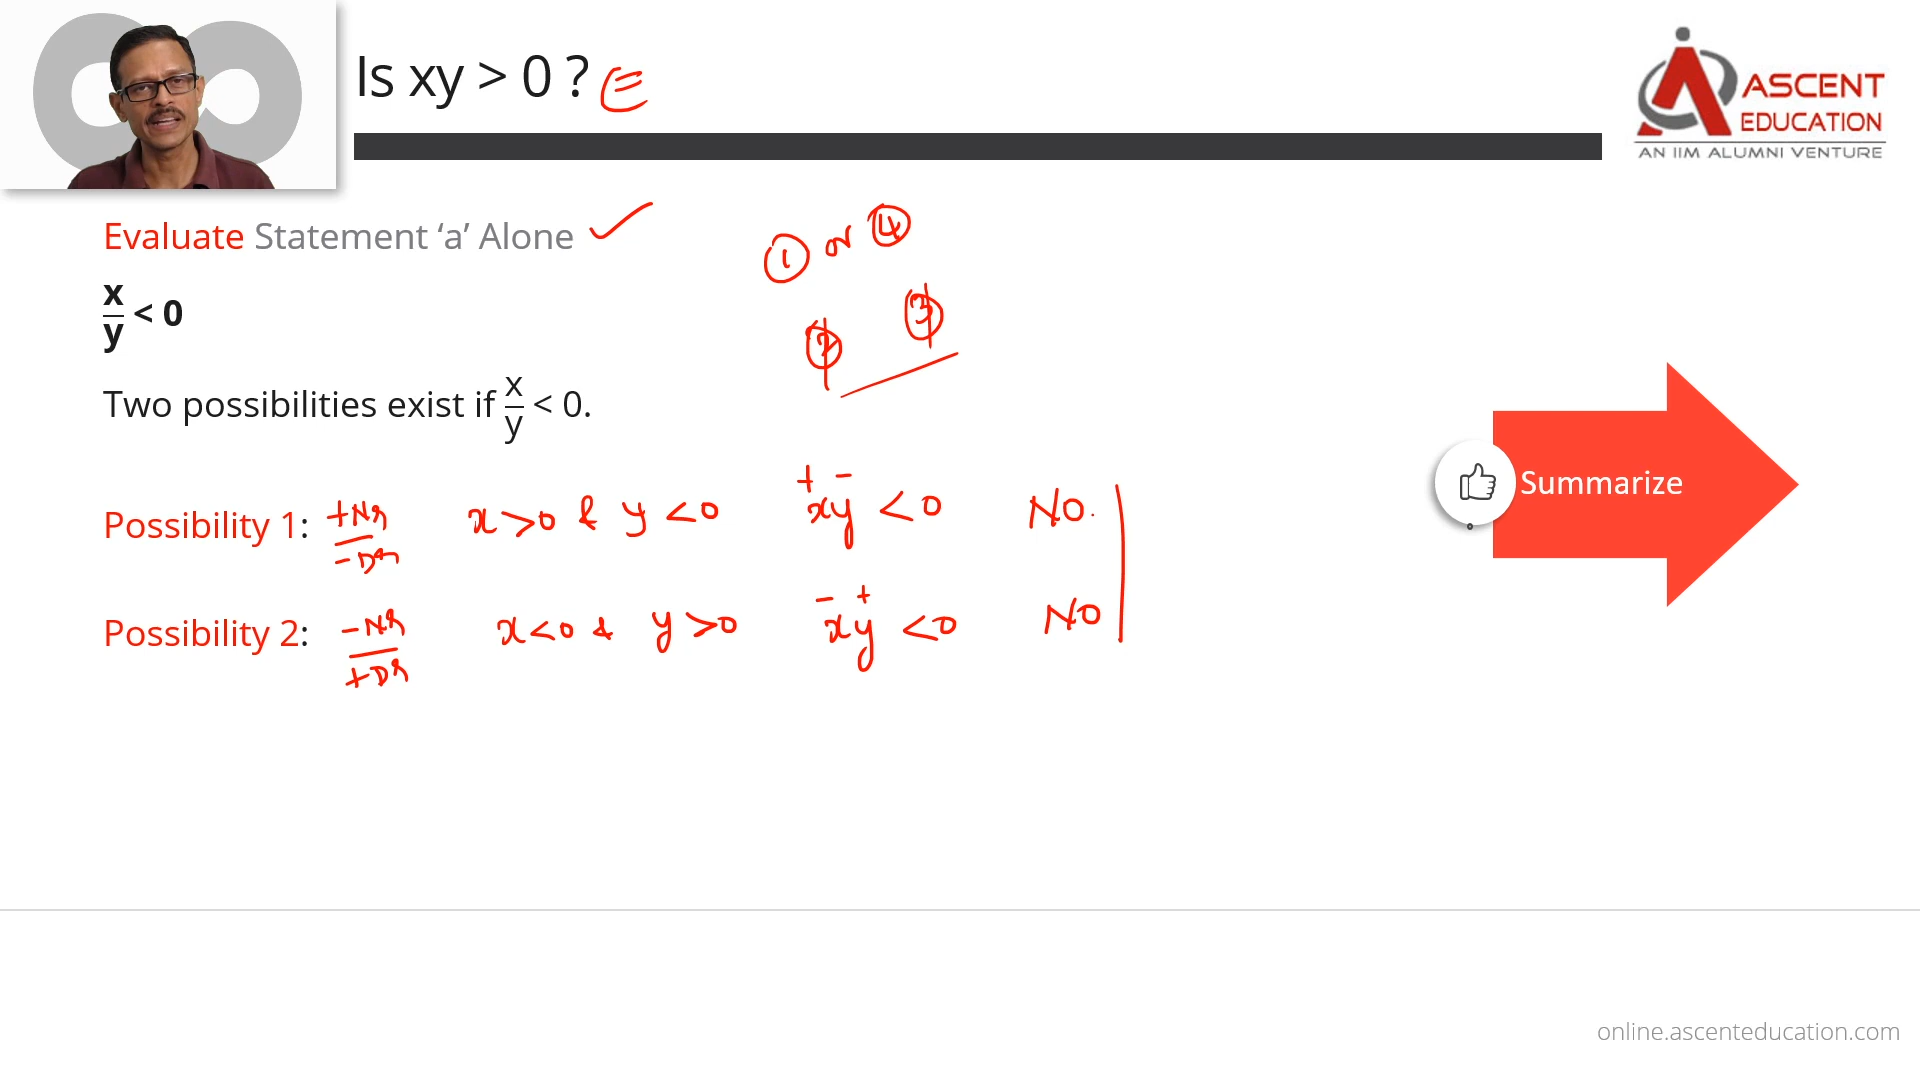 Is xy > 0 ?
ASCENT
EDUCATION
AN IIM ALUMNI VENTURE
Evaluate Statement ‘a’ Alone
① or ④
② ③
x/y < 0
Two possibilities exist if x/y < 0.
Summarize
Possibility 1: +Nr/-Dr x>0 & y<0 + - xy <0 No.
Possibility 2: -Nr/+Dr x<0 & y>0 - + xy <0 No
online.ascenteducation.com